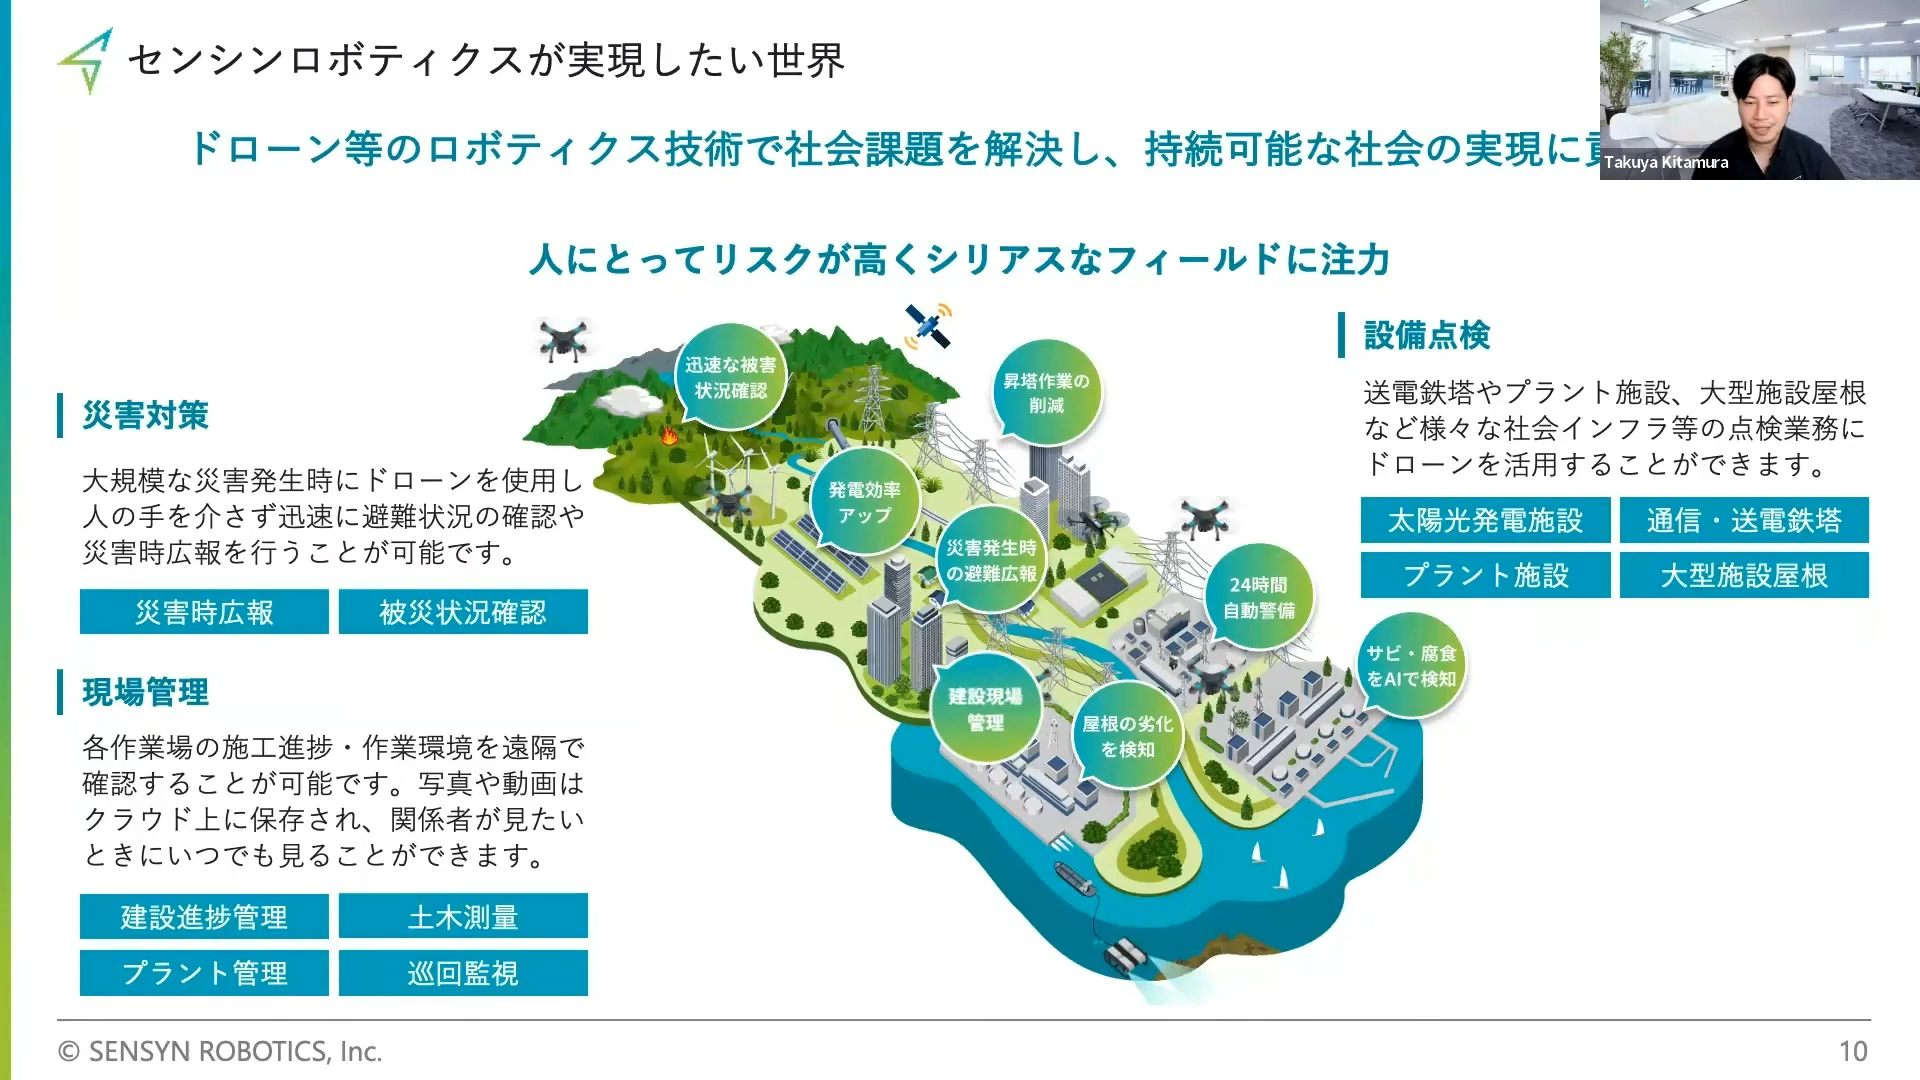 センシンロボティクスが実現したい世界
ドローン等のロボティクス技術で社会課題を解決し、持続可能な社会の実現に
Takuya Kitamura
人にとってリスクが高くシリアスなフィールドに注力
災害対策
大規模な災害発生時にドローンを使用し
人の手を介さず迅速に避難状況の確認や
災害時広報を行うことが可能です。
災害時広報
被災状況確認
現場管理
各作業場の施工進捗・作業環境を遠隔で
確認することが可能です。写真や動画は
クラウド上に保存され、関係者が見たい
ときにいつでも見ることができます。
建設進捗管理
土木測量
プラント管理
巡回監視
迅速な被害
状況確認
昇塔作業の
削減
発電効率
アップ
災害発生時
の避難広報
24時間
自動警備
サビ・腐食
をAIで検知
建設現場
管理
屋根の劣化
を検知
設備点検
送電鉄塔やプラント施設、大型施設屋根
など様々な社会インフラ等の点検業務に
ドローンを活用することができます。
太陽光発電施設
通信・送電鉄塔
プラント施設
大型施設屋根
© SENSYN ROBOTICS, Inc.
10